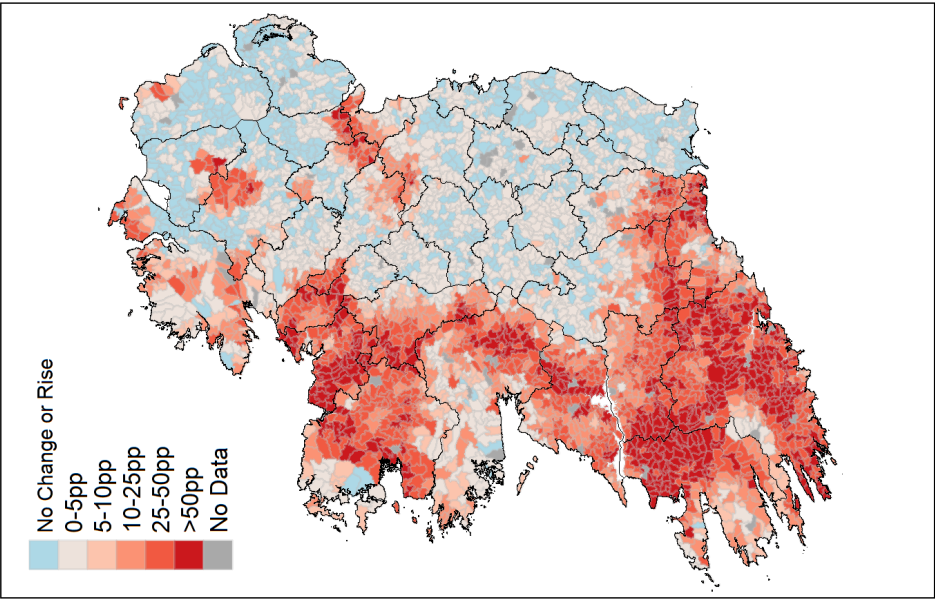 No Change or Rise
0-5pp
5-10pp
10-25pp
25-50pp
>50pp
No Data